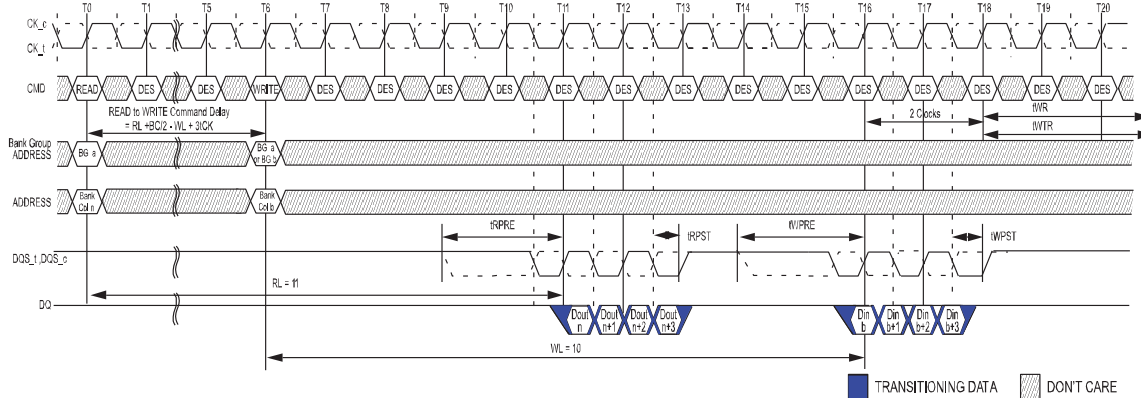 T0 T1 T5 T6 T7 T8 T9 T10 T11 T12 T13 T14 T15 T16 T17 T18 T19 T20
CK_c
CK_t
CMD READ DES DES WRITE DES DES DES DES DES DES DES DES DES DES DES DES DES DES
READ to WRITE Command Delay
= RL +BC/2 - WL + 3tCK
2 Clocks
tWR
tWTR
Bank Group
ADDRESS
BG a
BG a
or BG b
ADDRESS
Bank
Col n
Bank
Col b
tRPRE tRPST tWPRE tWPST
DQS_t,DQS_c
RL = 11
DQ
Dout Dout Dout Dout Din Din Din Din
n n+1 n+2 n+3 b b+1 b+2 b+3
WL = 10
TRANSITIONING DATA DON'T CARE